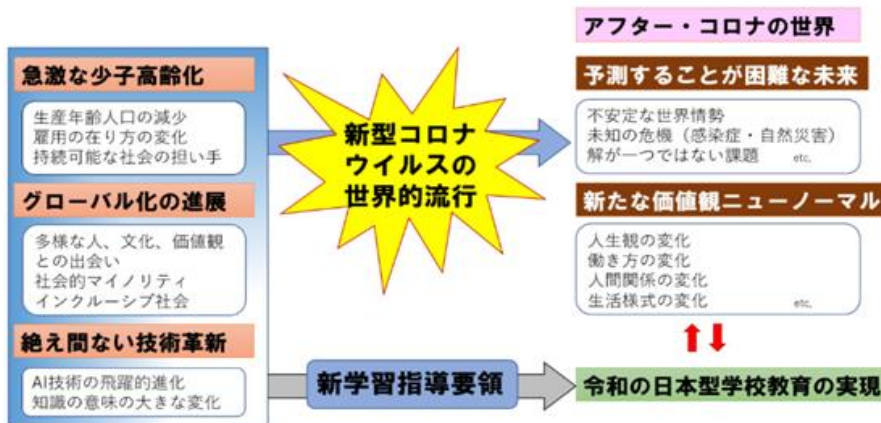 急激な少子高齢化
生産年齢人口の減少
雇用の在り方の変化
持続可能な社会の担い手
グローバル化の進展
多様な人、文化、価値観
との出会い
社会的マイノリティ
インクルーシブ社会
絶え間ない技術革新
AI技術の飛躍的進化
知識の意味の大きな変化
新型コロナ
ウイルスの
世界的流行
新学習指導要領
アフター・コロナの世界
予測することが困難な未来
不安定な世界情勢
未知の危機（感染症・自然災害）
解が一つではない課題 etc.
新たな価値観ニューノーマル
人生観の変化
働き方の変化
人間関係の変化
生活様式の変化 etc.
令和の日本型学校教育の実現